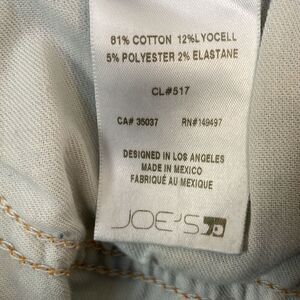 81% COTTON 12%LYOCELL
5% POLYESTER 2% ELASTANE
CL#517
CA# 35037 RN#149497
DESIGNED IN LOS ANGELES
MADE IN MEXICO
FABRIQUÉ AU MEXIQUE
JOE'S